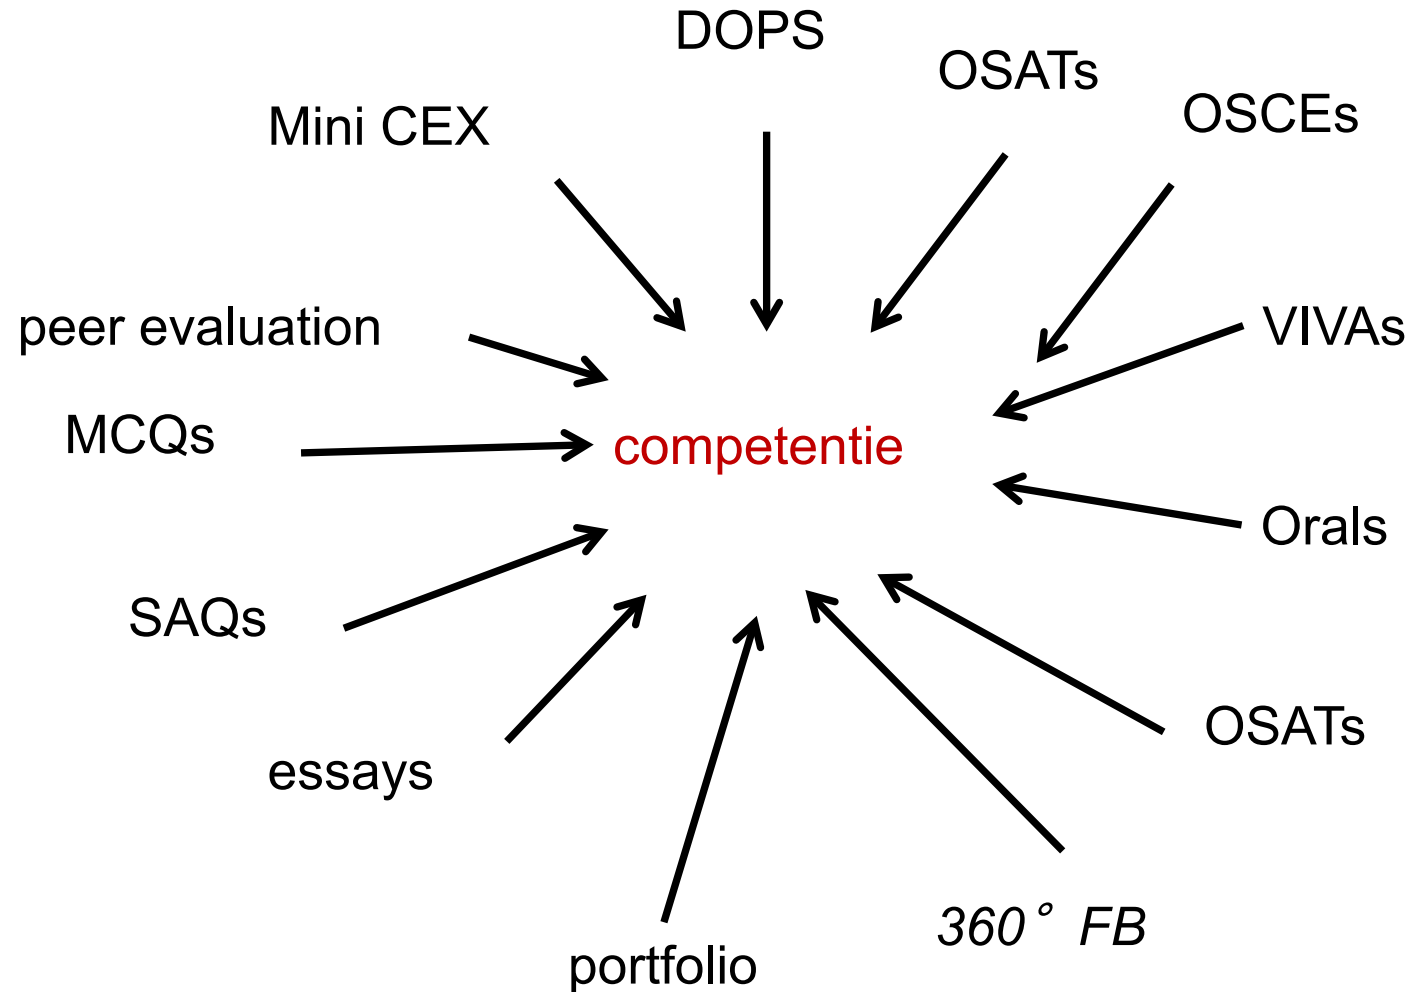 DOPS
OSATs
Mini CEX
OSCEs
peer evaluation
VIVAs
MCQs
competentie
Orals
SAQs
OSATs
essays
360° FB
portfolio